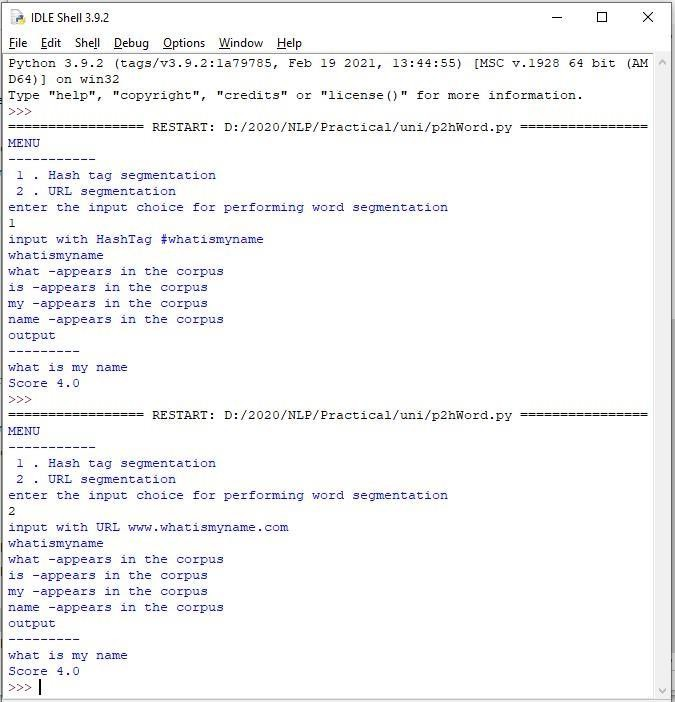 IDLE Shell 3.9.2
File Edit Shell Debug Options Window Help
Python 3.9.2 (tags/v3.9.2:1a79785, Feb 19 2021, 13:44:55) [MSC v.1928 64 bit (AM
D64)] on win32
Type "help", "copyright", "credits" or "license()" for more information.
>>>
================= RESTART: D:/2020/NLP/Practical/uni/p2hWord.py ================
MENU
-----------
 1 . Hash tag segmentation
 2 . URL segmentation
enter the input choice for performing word segmentation
1
input with HashTag #whatismyname
whatismyname
what -appears in the corpus
is -appears in the corpus
my -appears in the corpus
name -appears in the corpus
output
---------
what is my name
Score 4.0
>>>
================= RESTART: D:/2020/NLP/Practical/uni/p2hWord.py ================
MENU
-----------
 1 . Hash tag segmentation
 2 . URL segmentation
enter the input choice for performing word segmentation
2
input with URL www.whatismyname.com
whatismyname
what -appears in the corpus
is -appears in the corpus
my -appears in the corpus
name -appears in the corpus
output
---------
what is my name
Score 4.0
>>>